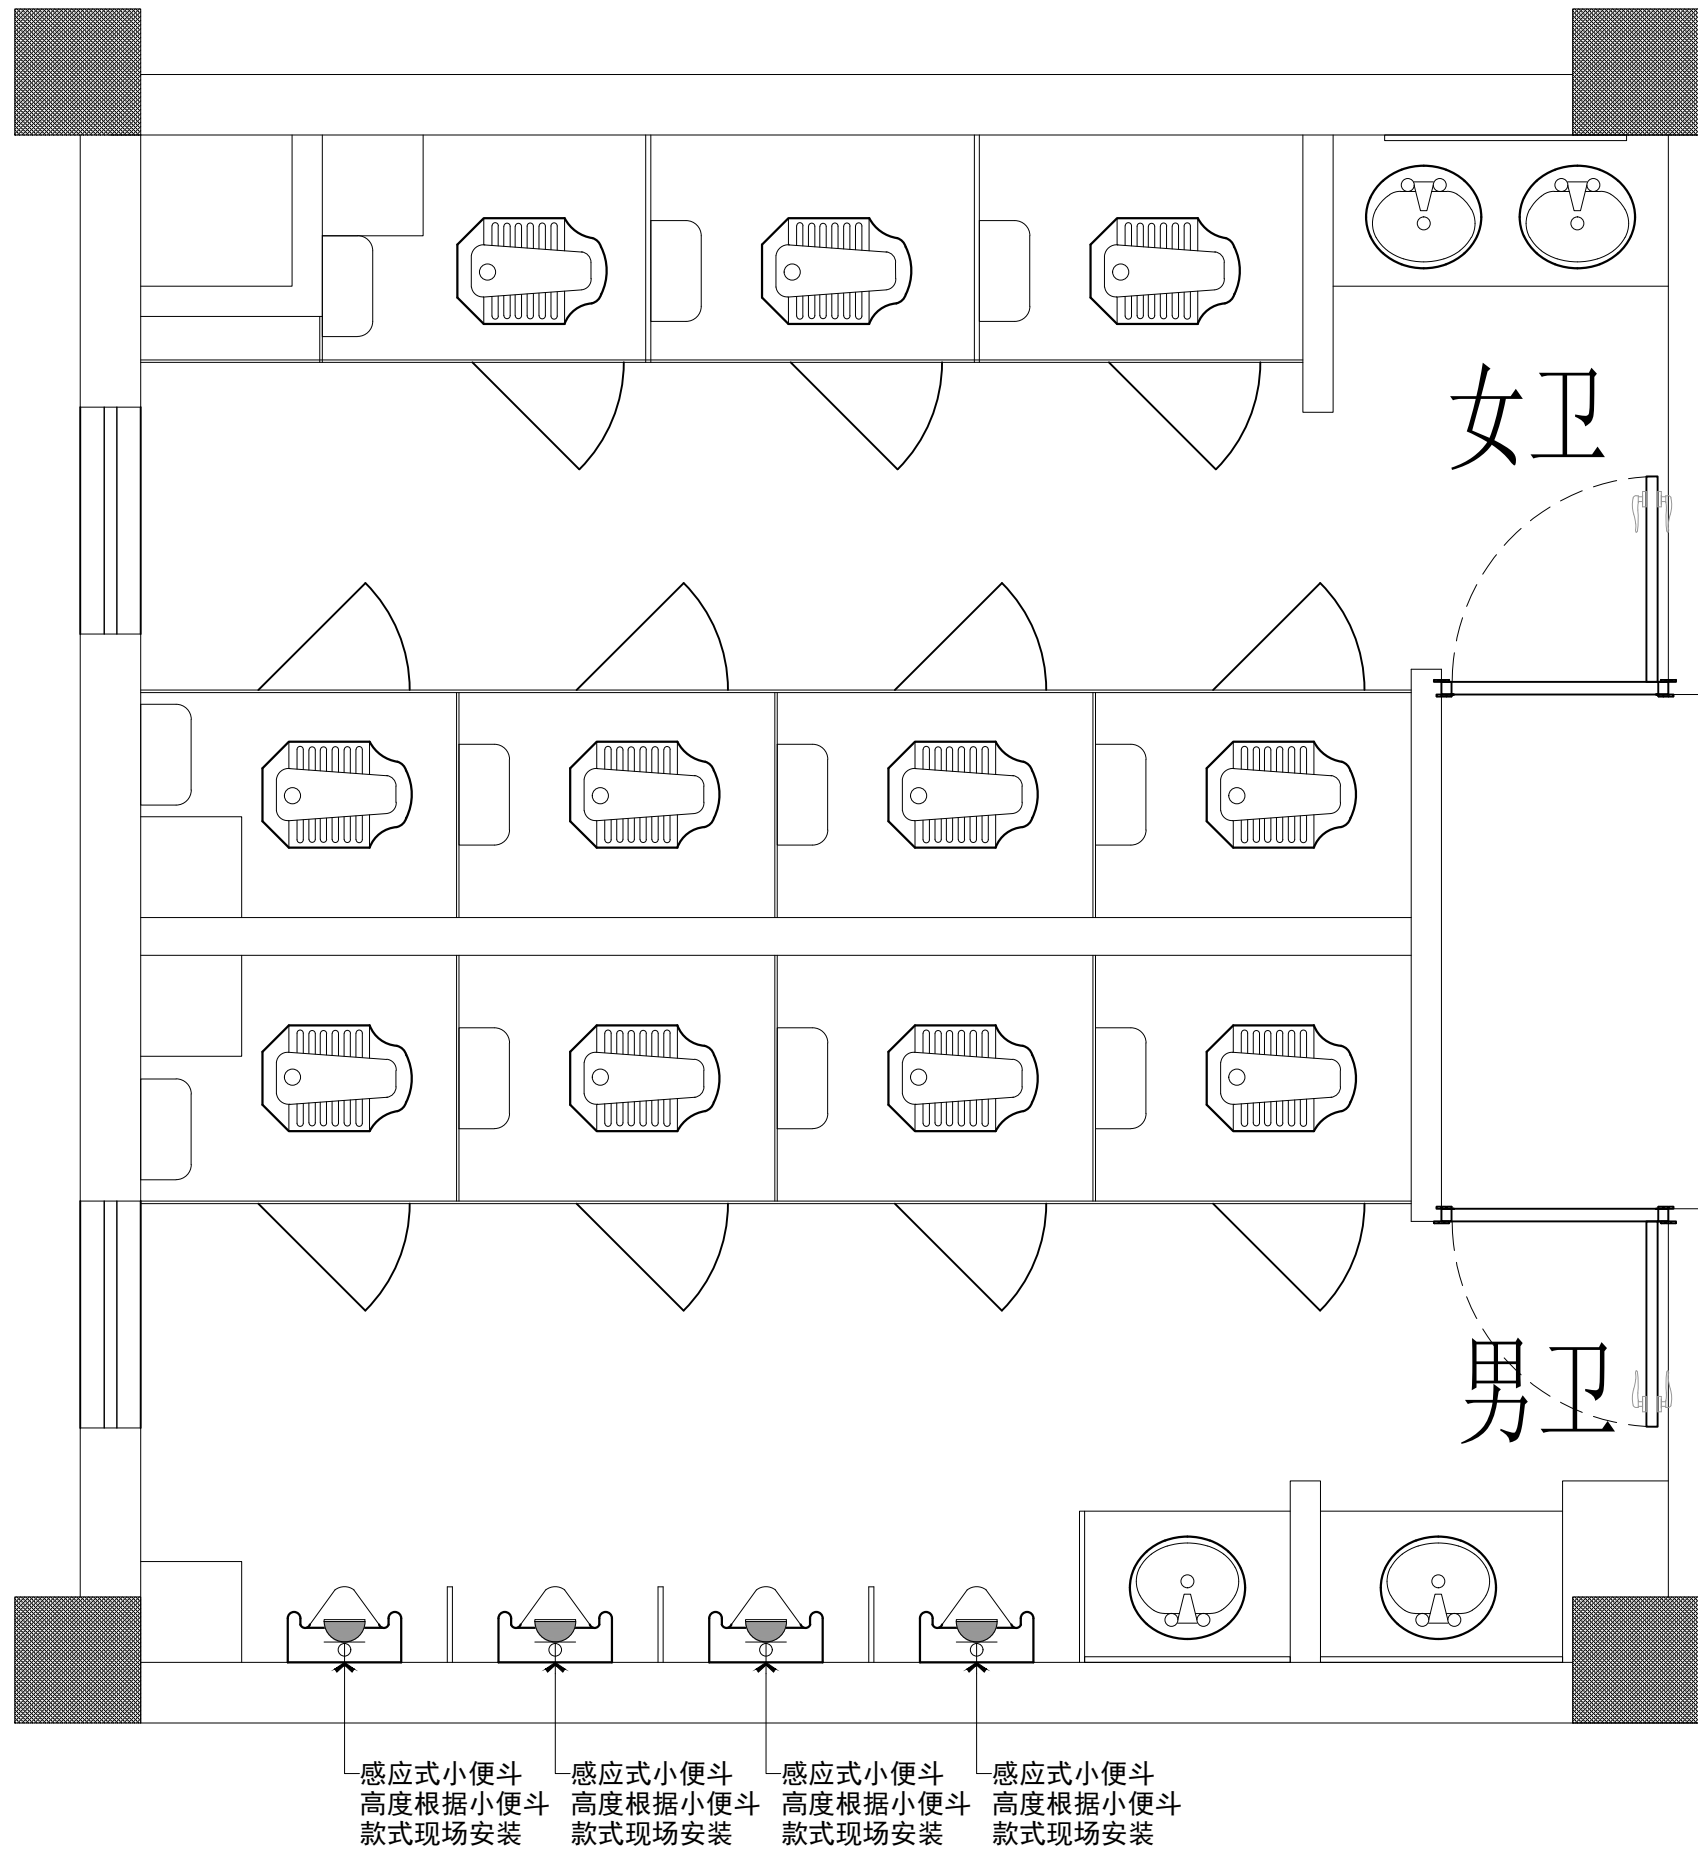 女卫
男卫
感应式小便斗
高度根据小便斗
款式现场安装
感应式小便斗
高度根据小便斗
款式现场安装
感应式小便斗
高度根据小便斗
款式现场安装
感应式小便斗
高度根据小便斗
款式现场安装